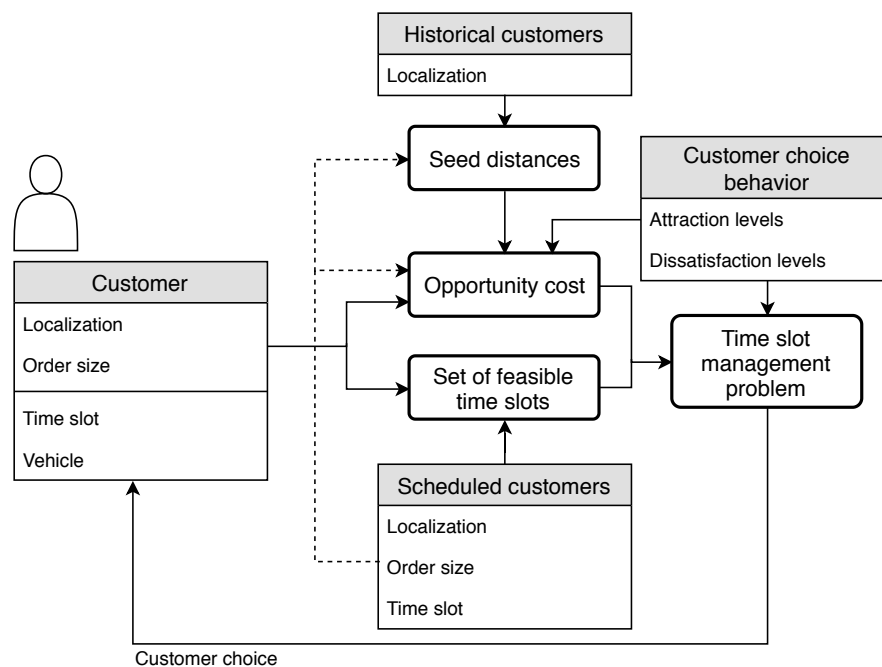 Historical customers
Localization
Seed distances
Customer choice
behavior
Attraction levels
Dissatisfaction levels
Customer
Localization
Order size
Time slot
Vehicle
Opportunity cost
Set of feasible
time slots
Time slot
management
problem
Scheduled customers
Localization
Order size
Time slot
Customer choice